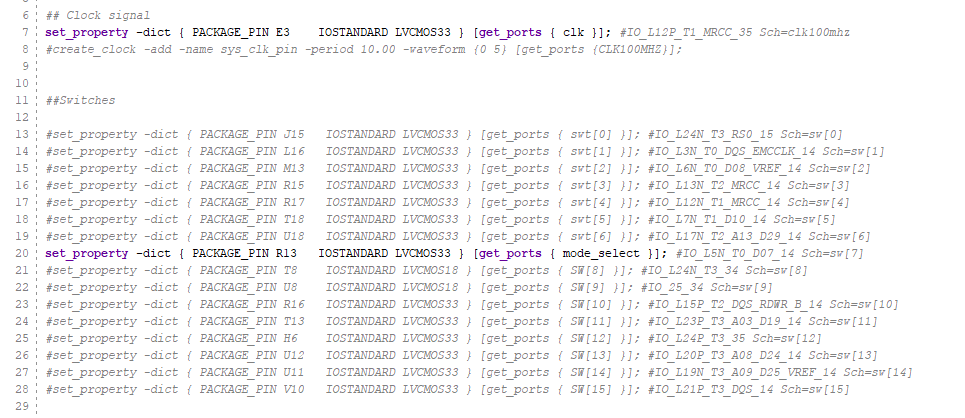 6 ## Clock signal
7 set_property -dict { PACKAGE_PIN E3 IOSTANDARD LVCMOS33 } [get_ports { clk }]; #IO_L12P_T1_MRCC_35 Sch=clk100mhz
8 #create_clock -add -name sys_clk_pin -period 10.00 -waveform {0 5} [get_ports {CLK100MHZ}];
9
10
11 ##Switches
12
13 #set_property -dict { PACKAGE_PIN J15 IOSTANDARD LVCMOS33 } [get_ports { swt[0] }]; #IO_L24N_T3_RS0_15 Sch=sw[0]
14 #set_property -dict { PACKAGE_PIN L16 IOSTANDARD LVCMOS33 } [get_ports { swt[1] }]; #IO_L3N_T0_DQS_EMCCLK_14 Sch=sw[1]
15 #set_property -dict { PACKAGE_PIN M13 IOSTANDARD LVCMOS33 } [get_ports { swt[2] }]; #IO_L6N_T0_D08_VREF_14 Sch=sw[2]
16 #set_property -dict { PACKAGE_PIN R15 IOSTANDARD LVCMOS33 } [get_ports { swt[3] }]; #IO_L13N_T2_MRCC_14 Sch=sw[3]
17 #set_property -dict { PACKAGE_PIN R17 IOSTANDARD LVCMOS33 } [get_ports { swt[4] }]; #IO_L12N_T1_MRCC_14 Sch=sw[4]
18 #set_property -dict { PACKAGE_PIN T18 IOSTANDARD LVCMOS33 } [get_ports { swt[5] }]; #IO_L7N_T1_D10_14 Sch=sw[5]
19 #set_property -dict { PACKAGE_PIN U18 IOSTANDARD LVCMOS33 } [get_ports { swt[6] }]; #IO_L17N_T2_A13_D29_14 Sch=sw[6]
20 set_property -dict { PACKAGE_PIN R13 IOSTANDARD LVCMOS33 } [get_ports { mode_select }]; #IO_L5N_T0_D07_14 Sch=sw[7]
21 #set_property -dict { PACKAGE_PIN T8 IOSTANDARD LVCMOS18 } [get_ports { SW[8] }]; #IO_L24N_T3_34 Sch=sw[8]
22 #set_property -dict { PACKAGE_PIN U8 IOSTANDARD LVCMOS18 } [get_ports { SW[9] }]; #IO_25_34 Sch=sw[9]
23 #set_property -dict { PACKAGE_PIN R16 IOSTANDARD LVCMOS33 } [get_ports { SW[10] }]; #IO_L15P_T2_DQS_RDWR_B_14 Sch=sw[10]
24 #set_property -dict { PACKAGE_PIN T13 IOSTANDARD LVCMOS33 } [get_ports { SW[11] }]; #IO_L23P_T3_A03_D19_14 Sch=sw[11]
25 #set_property -dict { PACKAGE_PIN H6 IOSTANDARD LVCMOS33 } [get_ports { SW[12] }]; #IO_L24P_T3_35 Sch=sw[12]
26 #set_property -dict { PACKAGE_PIN U12 IOSTANDARD LVCMOS33 } [get_ports { SW[13] }]; #IO_L20P_T3_A08_D24_14 Sch=sw[13]
27 #set_property -dict { PACKAGE_PIN U11 IOSTANDARD LVCMOS33 } [get_ports { SW[14] }]; #IO_L19N_T3_A09_D25_VREF_14 Sch=sw[14]
28 #set_property -dict { PACKAGE_PIN V10 IOSTANDARD LVCMOS33 } [get_ports { SW[15] }]; #IO_L21P_T3_DQS_14 Sch=sw[15]
29